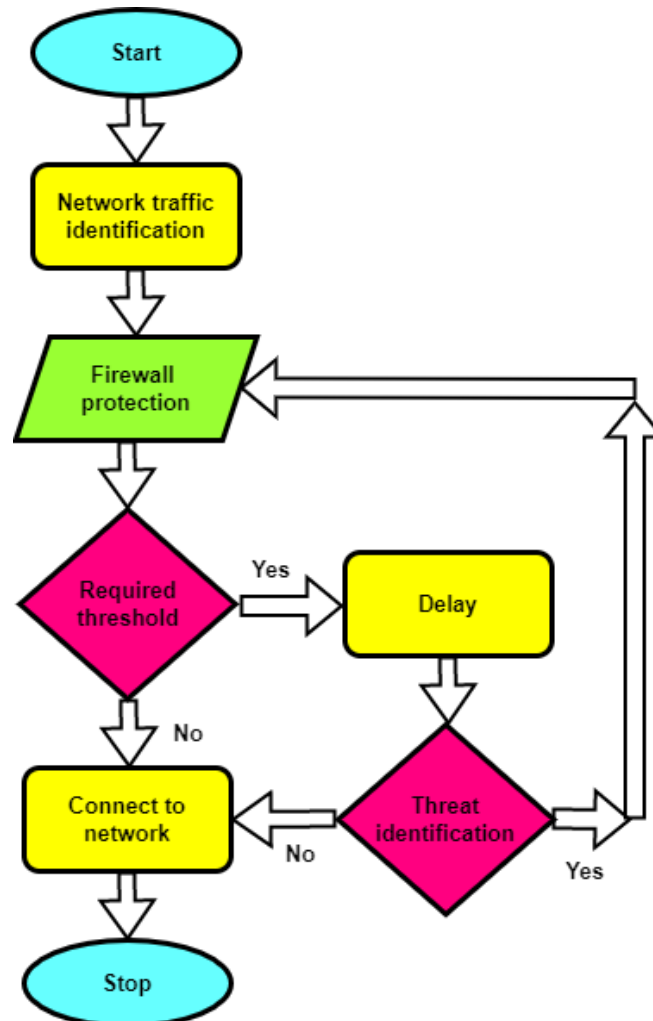 Start
Network traffic
identification
Firewall
protection
Required
threshold
Yes
Delay
No
Connect to
network
Threat
identification
No
Yes
Stop